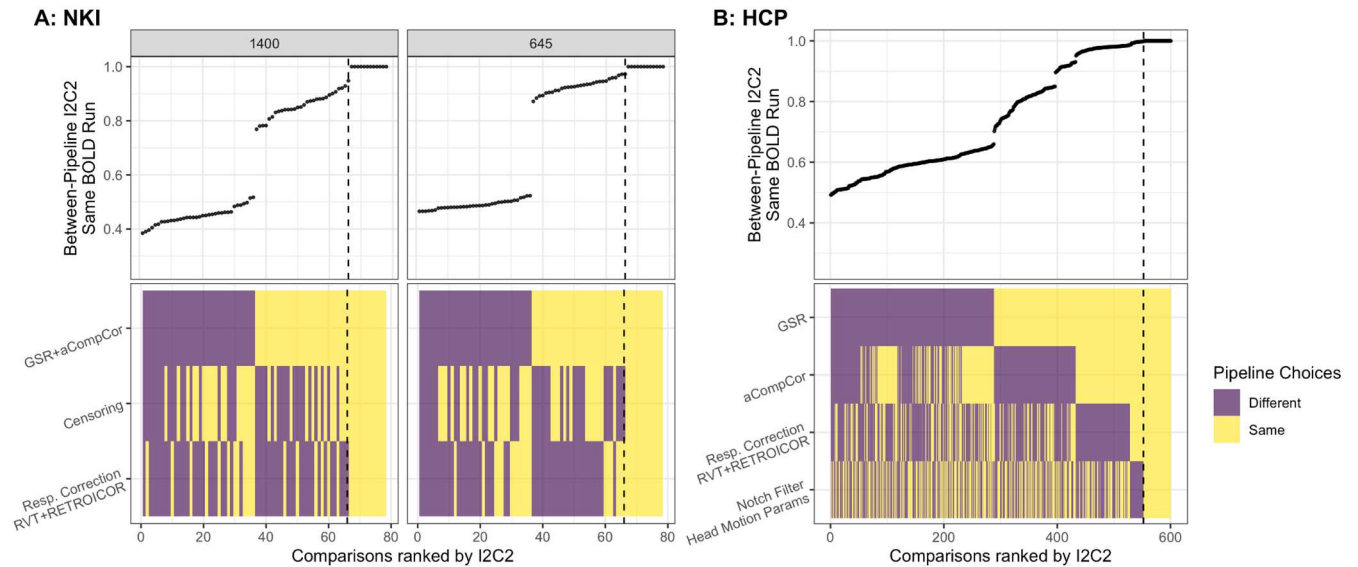 A: NKI
1400
645
Between-Pipeline I2C2
Same BOLD Run
1.0
0.8
0.6
0.4
GSR+aCompCor
Censoring
Resp. Correction
RVT+RETROICOR
0
20
40
60
80
0
20
40
60
80
Comparisons ranked by I2C2
B: HCP
Between-Pipeline I2C2
Same BOLD Run
1.0
0.8
0.6
0.4
GSR
aCompCor
Resp. Correction
RVT+RETROICOR
Notch Filter
Head Motion Params
0
200
400
600
Comparisons ranked by I2C2
Pipeline Choices
Different
Same